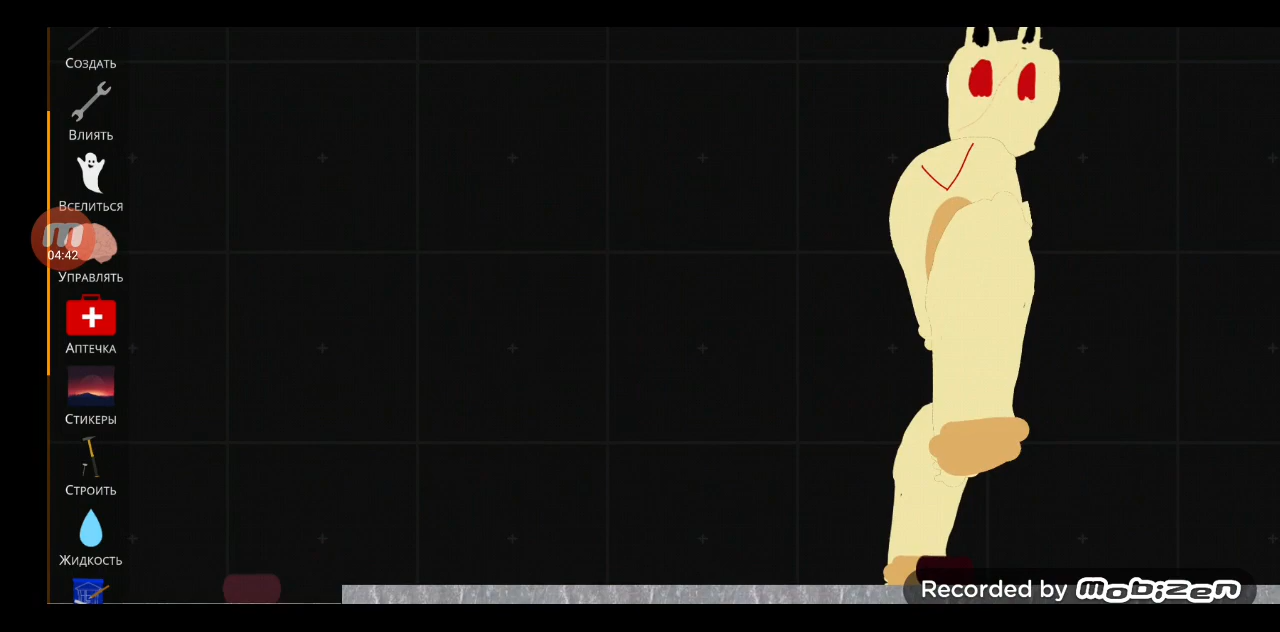 Создать
Влиять
Вселиться
04:42
Управлять
Аптечка
Стикеры
Строить
Жидкость
Recorded by mobizen